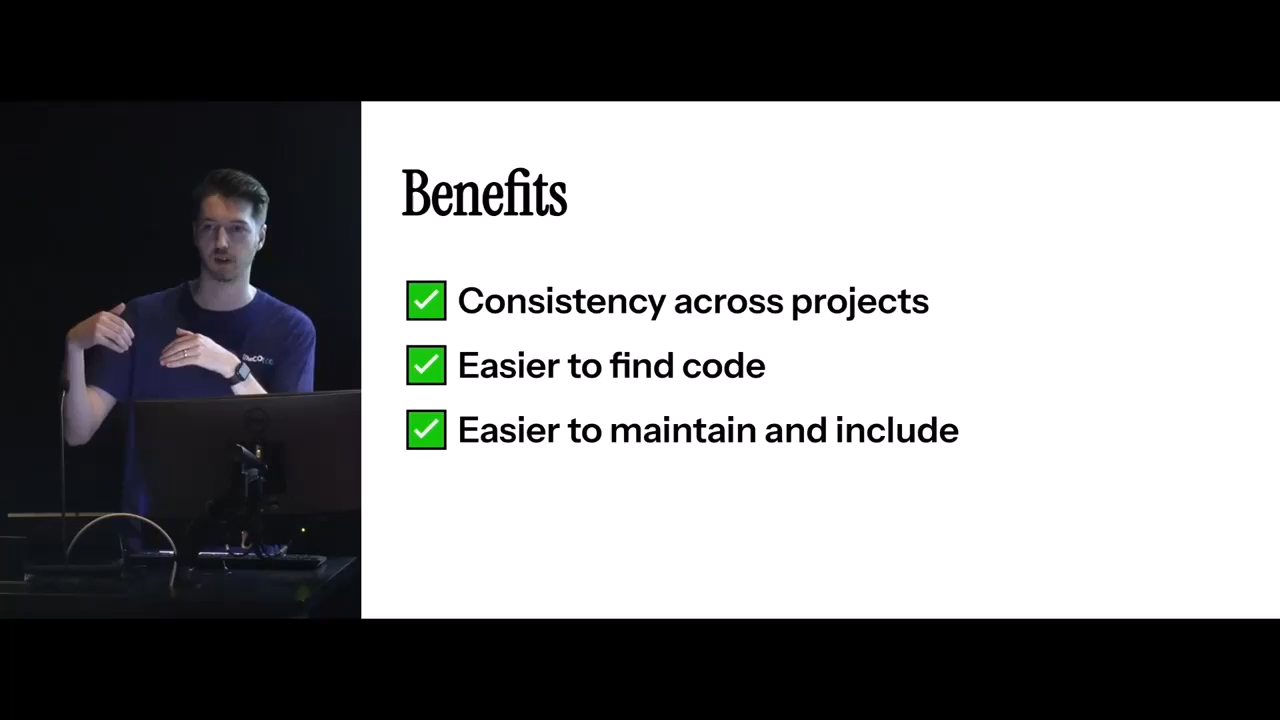 Benefits
✅ Consistency across projects
✅ Easier to find code
✅ Easier to maintain and include